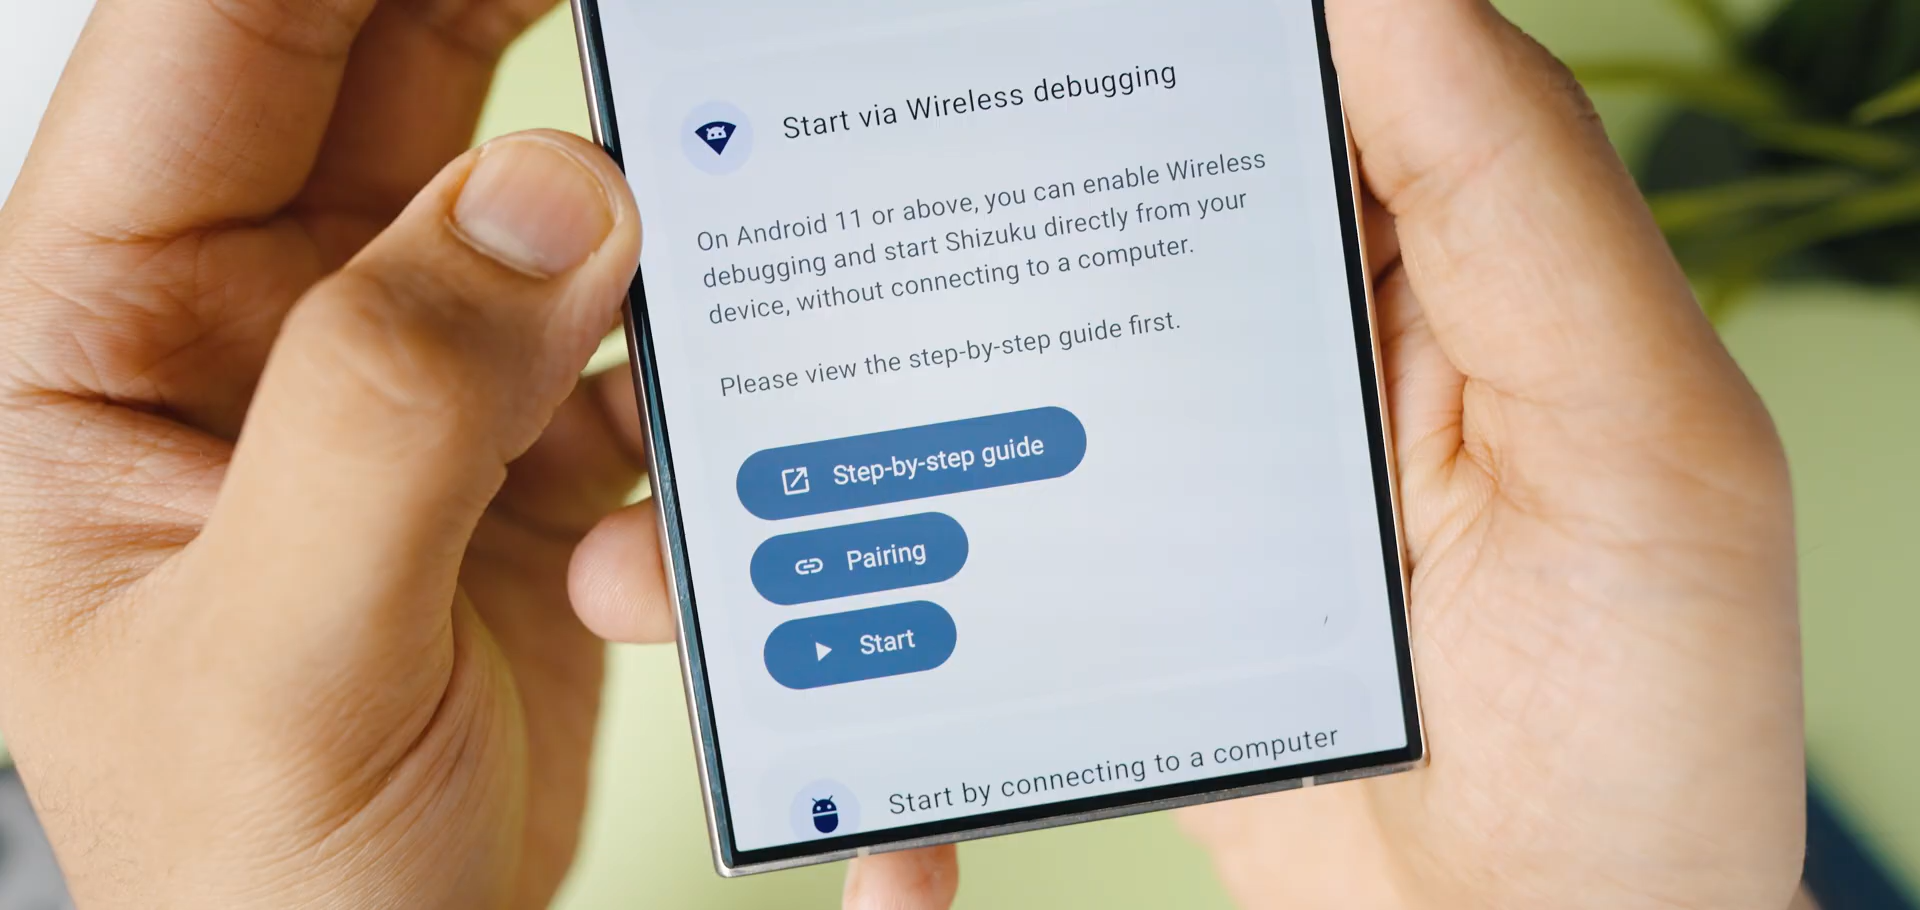 Start via Wireless debugging
On Android 11 or above, you can enable Wireless
debugging and start Shizuku directly from your
device, without connecting to a computer.
Please view the step-by-step guide first.
Step-by-step guide
Pairing
Start
Start by connecting to a computer